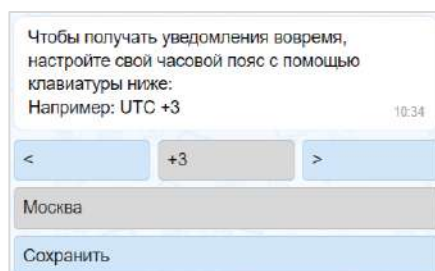 Чтобы получать уведомления вовремя,
настройте свой часовой пояс с помощью
клавиатуры ниже:
Например: UTC +3
10:34
< +3 >
Москва
Сохранить